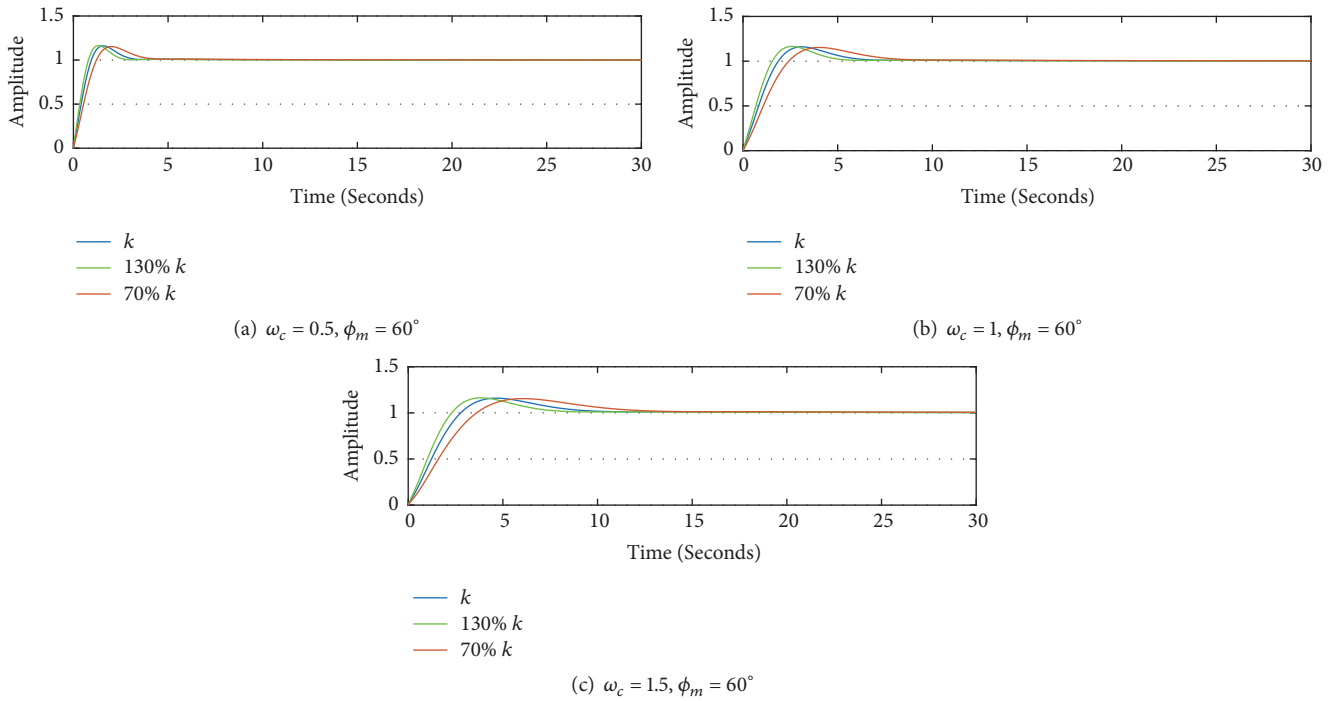 1.5
1
0.5
0
Amplitude
0 5 10 15 20 25 30
Time (Seconds)
k
130% k
70% k
(a) ω_c = 0.5, ϕ_m = 60°
1.5
1
0.5
0
Amplitude
0 5 10 15 20 25 30
Time (Seconds)
k
130% k
70% k
(b) ω_c = 1, ϕ_m = 60°
1.5
1
0.5
0
Amplitude
0 5 10 15 20 25 30
Time (Seconds)
k
130% k
70% k
(c) ω_c = 1.5, ϕ_m = 60°